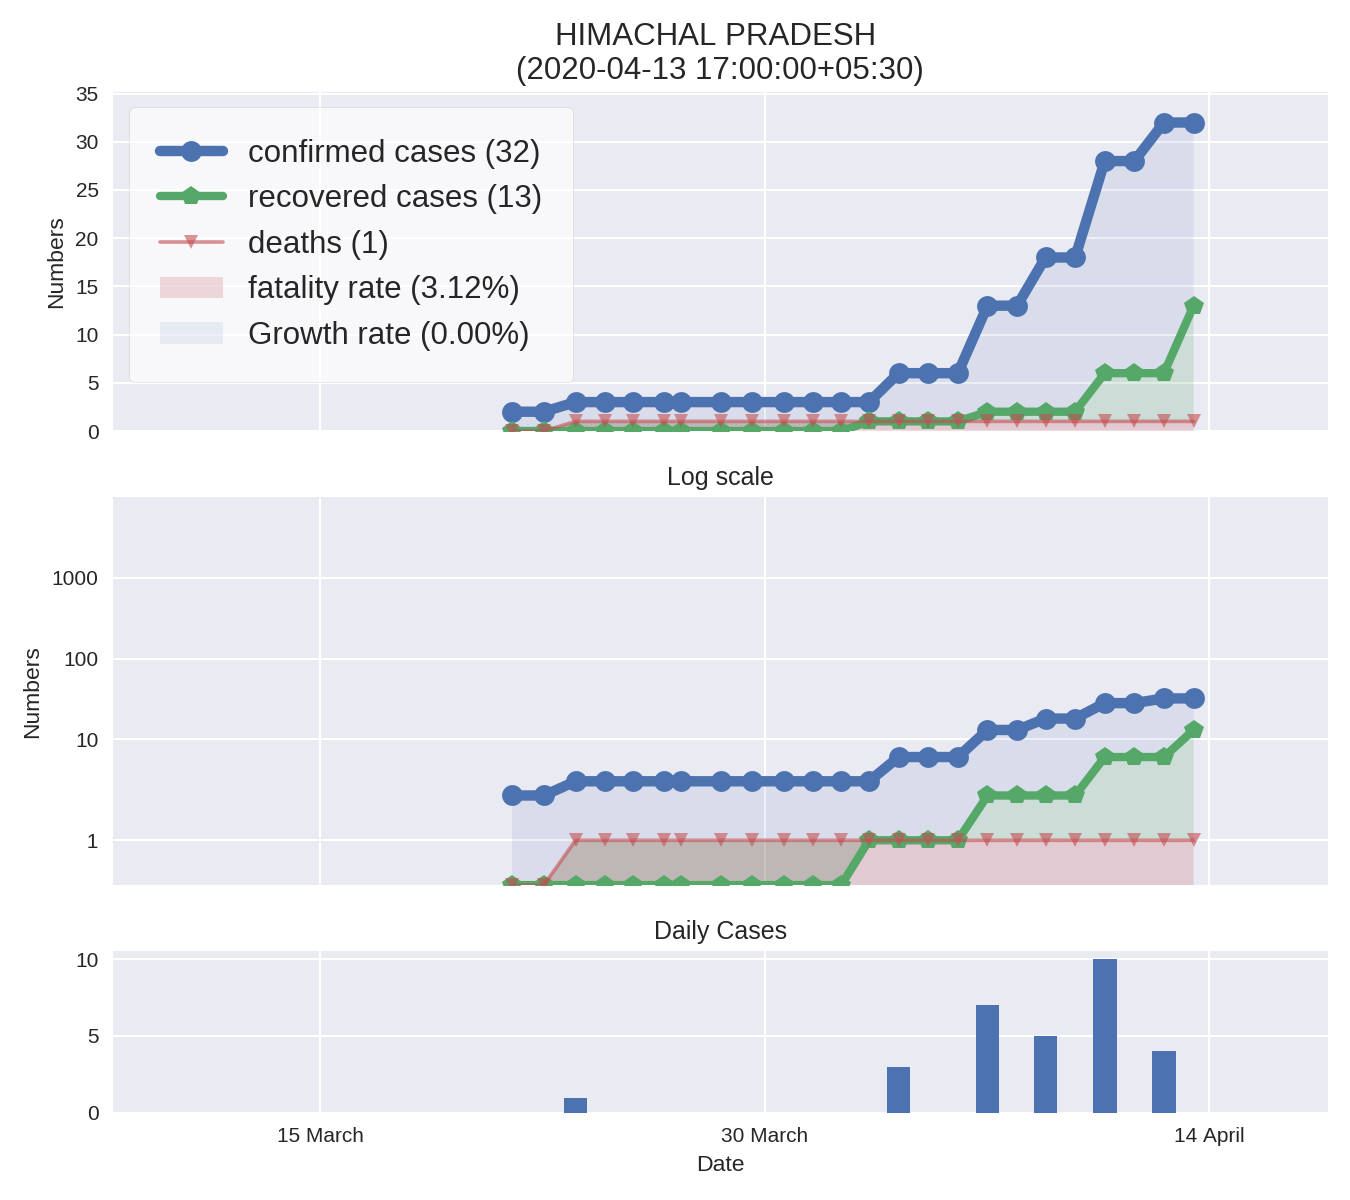 HIMACHAL PRADESH
(2020-04-13 17:00:00+05:30)
35
30
25
20
15
10
5
0
Numbers
confirmed cases (32)
recovered cases (13)
deaths (1)
fatality rate (3.12%)
Growth rate (0.00%)
Log scale
1000
100
10
1
Numbers
Daily Cases
10
5
0
15 March
30 March
14 April
Date